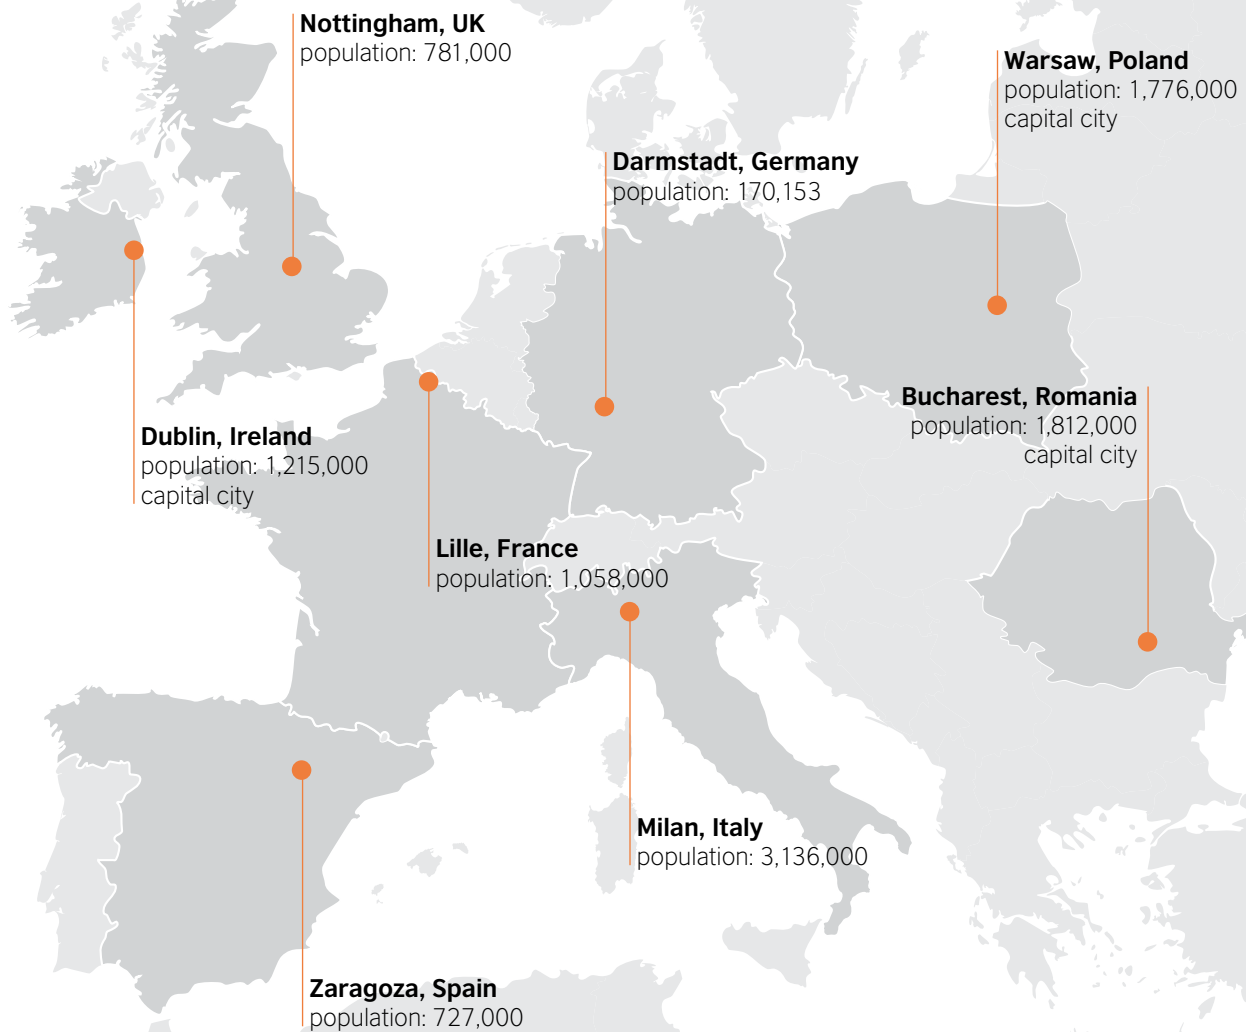 Nottingham, UK
population: 781,000
Warsaw, Poland
population: 1,776,000
capital city
Darmstadt, Germany
population: 170,153
Bucharest, Romania
population: 1,812,000
capital city
Dublin, Ireland
population: 1,215,000
capital city
Lille, France
population: 1,058,000
Milan, Italy
population: 3,136,000
Zaragoza, Spain
population: 727,000